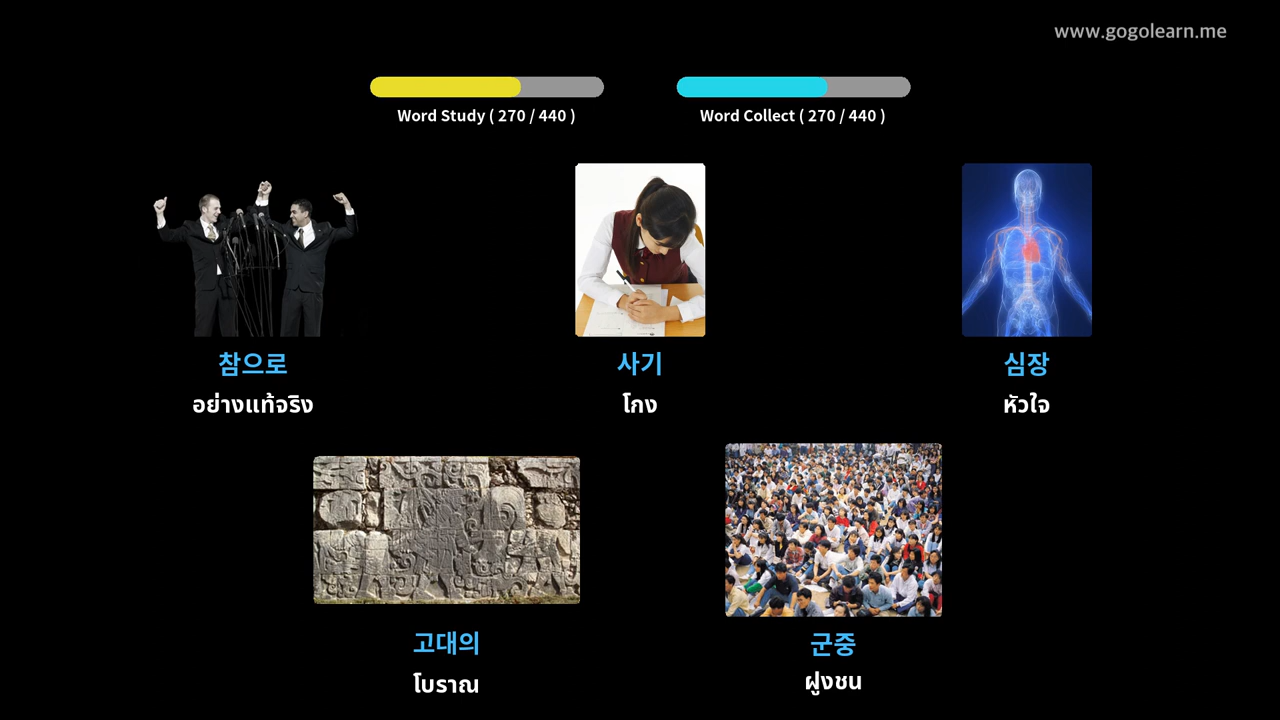 www.gogolearn.me
Word Study ( 270 / 440 )
Word Collect ( 270 / 440 )
참으로
อย่างแท้จริง
사기
โกง
심장
หัวใจ
고대의
โบราณ
군중
ฝูงชน